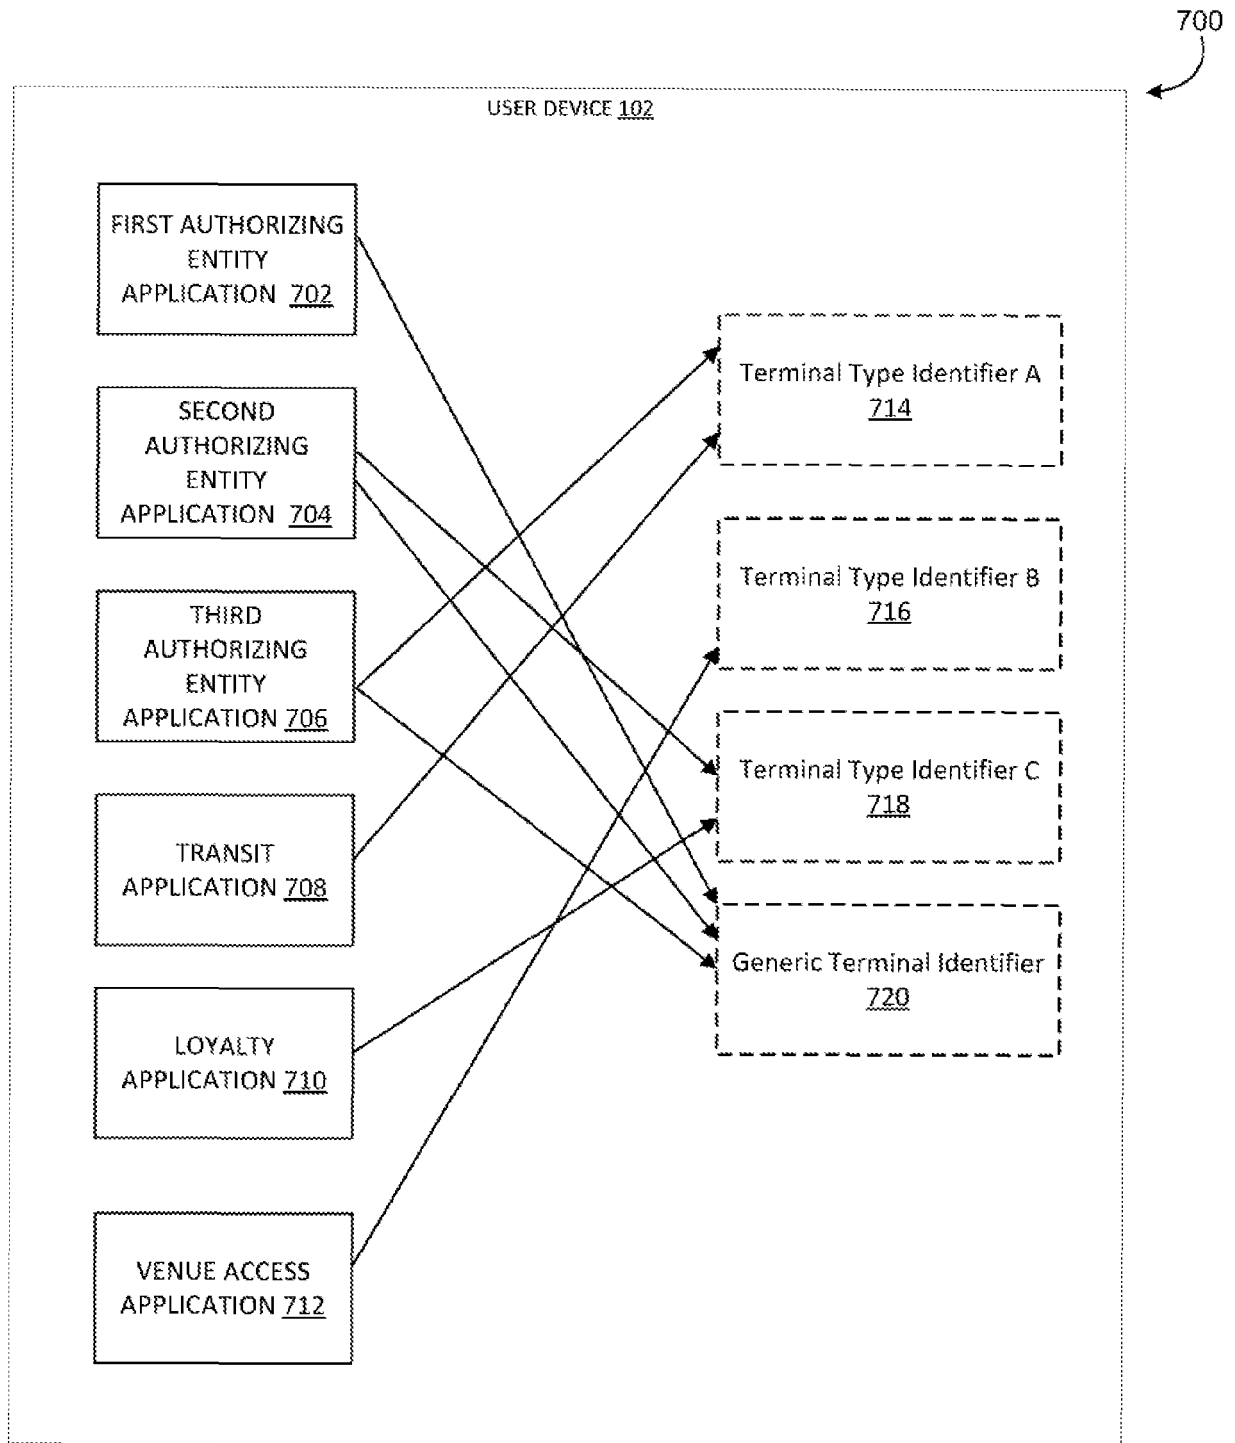 700
USER DEVICE 102
FIRST AUTHORIZING
ENTITY
APPLICATION 702
SECOND
AUTHORIZING
ENTITY
APPLICATION 704
THIRD
AUTHORIZING
ENTITY
APPLICATION 706
TRANSIT
APPLICATION 708
LOYALTY
APPLICATION 710
VENUE ACCESS
APPLICATION 712
Terminal Type Identifier A
714
Terminal Type Identifier B
716
Terminal Type Identifier C
718
Generic Terminal Identifier
720